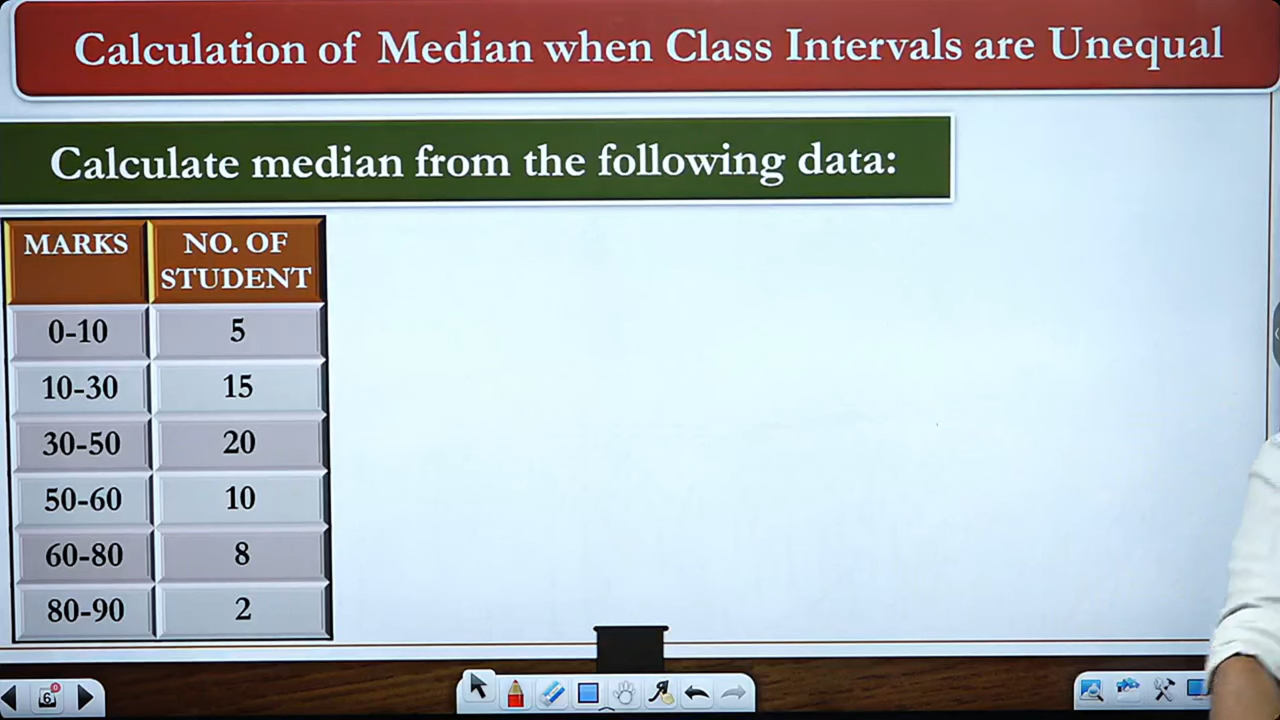 Calculation of Median when Class Intervals are Unequal
Calculate median from the following data:
MARKS NO. OF STUDENT
0-10 5
10-30 15
30-50 20
50-60 10
60-80 8
80-90 2
6